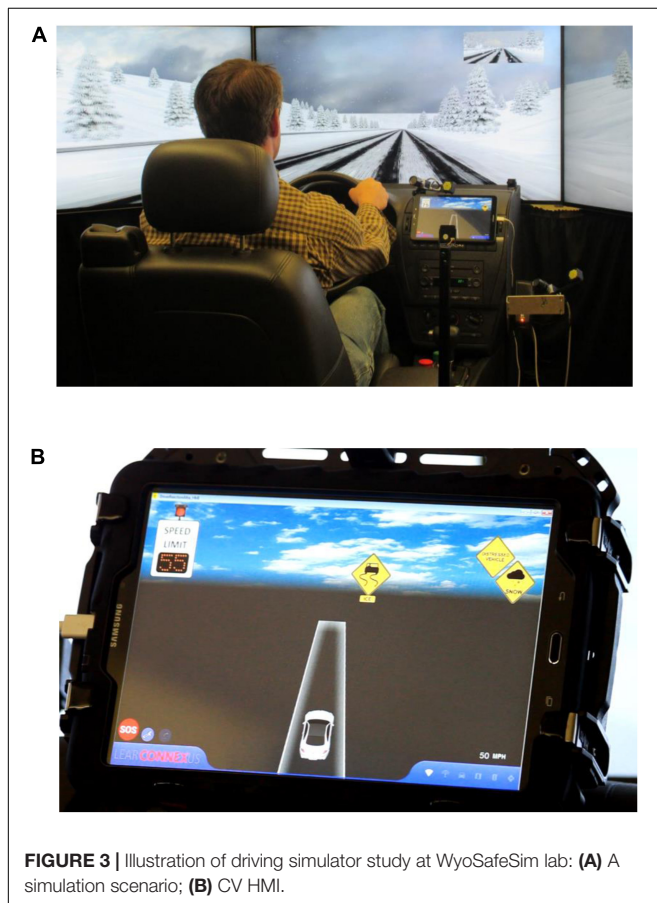 A
B
SPEED
LIMIT
55
ICE
SNOW
SAMSUNG
SOS
50 MPH
FIGURE 3 | Illustration of driving simulator study at WyoSafeSim lab: (A) A
simulation scenario; (B) CV HMI.